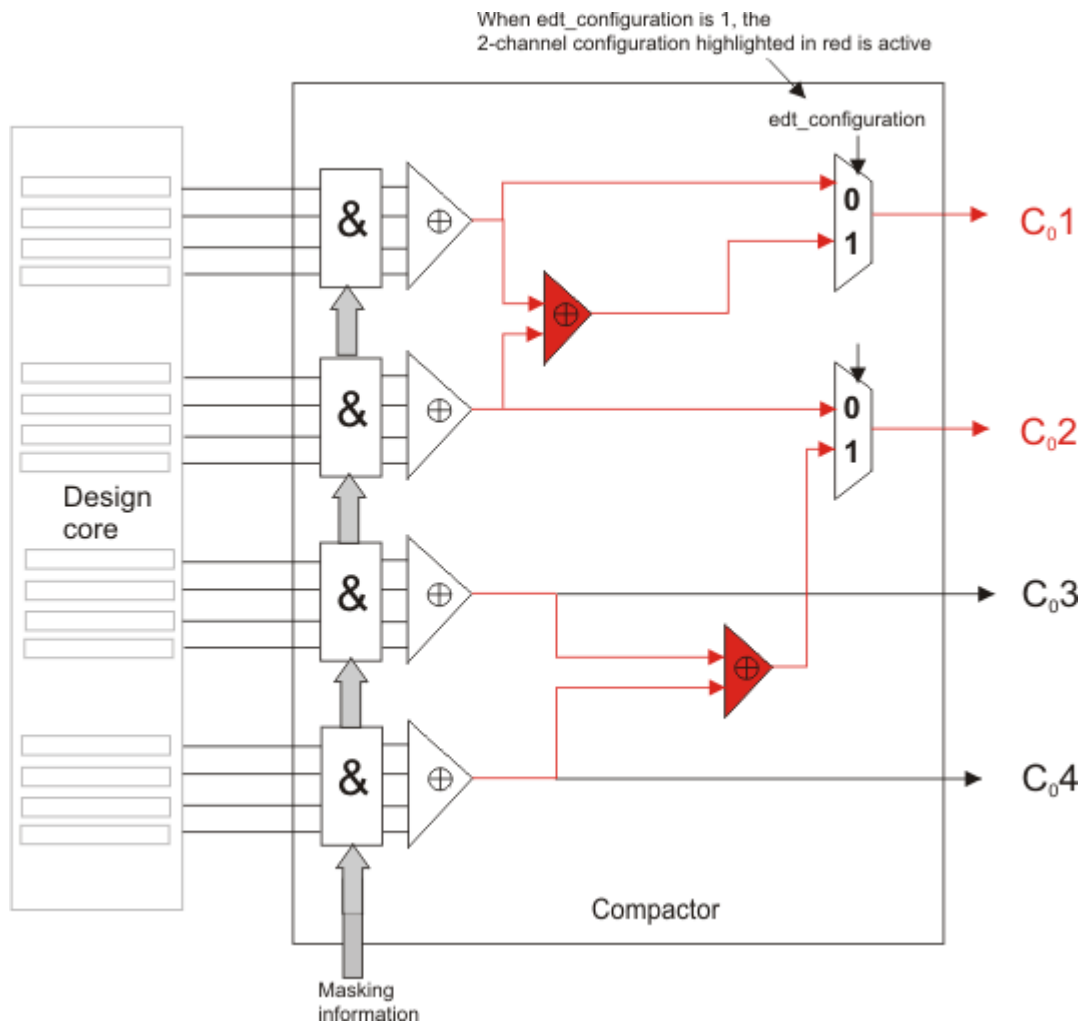 When edt_configuration is 1, the
2-channel configuration highlighted in red is active
edt_configuration
&
⊕
0
1
C₀1
⊕
&
⊕
0
1
C₀2
Design
core
&
⊕
C₀3
⊕
&
⊕
C₀4
Compactor
Masking
information